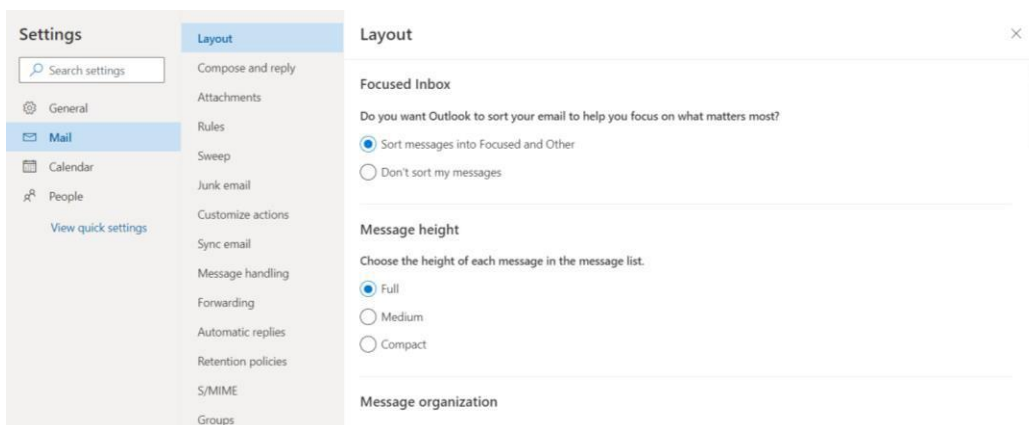 Settings
Search settings
General
Mail
Calendar
People
View quick settings
Layout
Compose and reply
Attachments
Rules
Sweep
Junk email
Customize actions
Sync email
Message handling
Forwarding
Automatic replies
Retention policies
S/MIME
Groups
Layout
Focused Inbox
Do you want Outlook to sort your email to help you focus on what matters most?
Sort messages into Focused and Other
Don't sort my messages
Message height
Choose the height of each message in the message list.
Full
Medium
Compact
Message organization